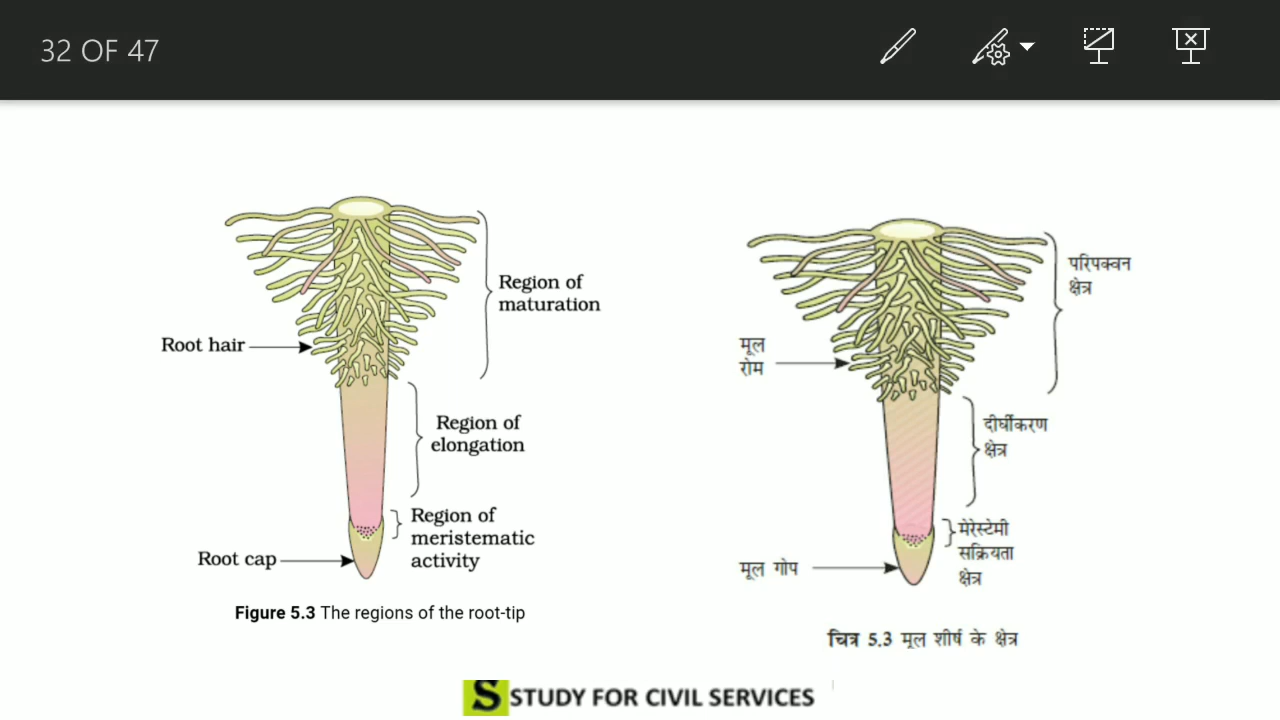 32 OF 47
Region of
maturation
Root hair
Region of
elongation
Region of
meristematic
activity
Root cap
Figure 5.3 The regions of the root-tip
परिपक्वन
क्षेत्र
मूल
रोम
दीर्घीकरण
क्षेत्र
मेरेस्टेमी
सक्रियता
क्षेत्र
मूल गोप
चित्र 5.3 मूल शीर्ष के क्षेत्र
S STUDY FOR CIVIL SERVICES